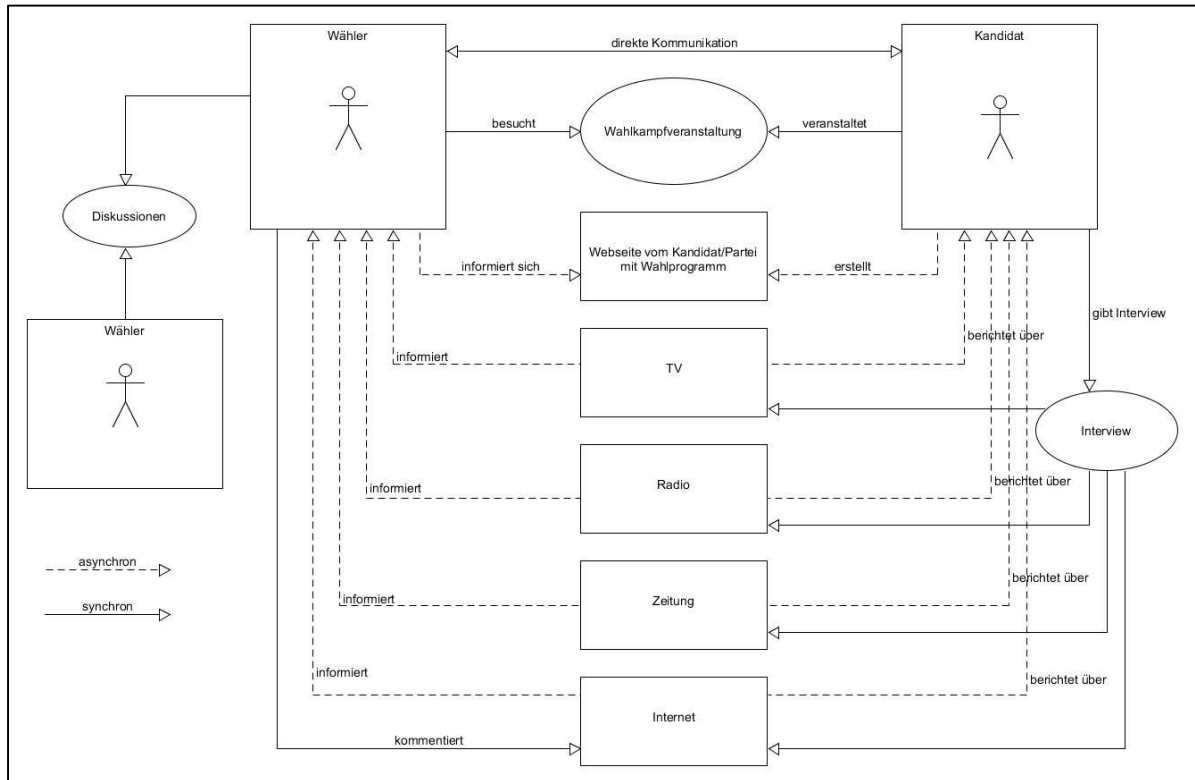 Wähler
direkte Kommunikation
Kandidat
besucht
Wahlkampfveranstaltung
veranstaltet
Diskussionen
informiert sich
Webseite vom Kandidat/Partei
mit Wahlprogramm
erstellt
gibt Interview
Wähler
informiert
TV
berichtet über
Interview
informiert
Radio
berichtet über
asynchron
synchron
informiert
Zeitung
berichtet über
informiert
Internet
berichtet über
kommentiert